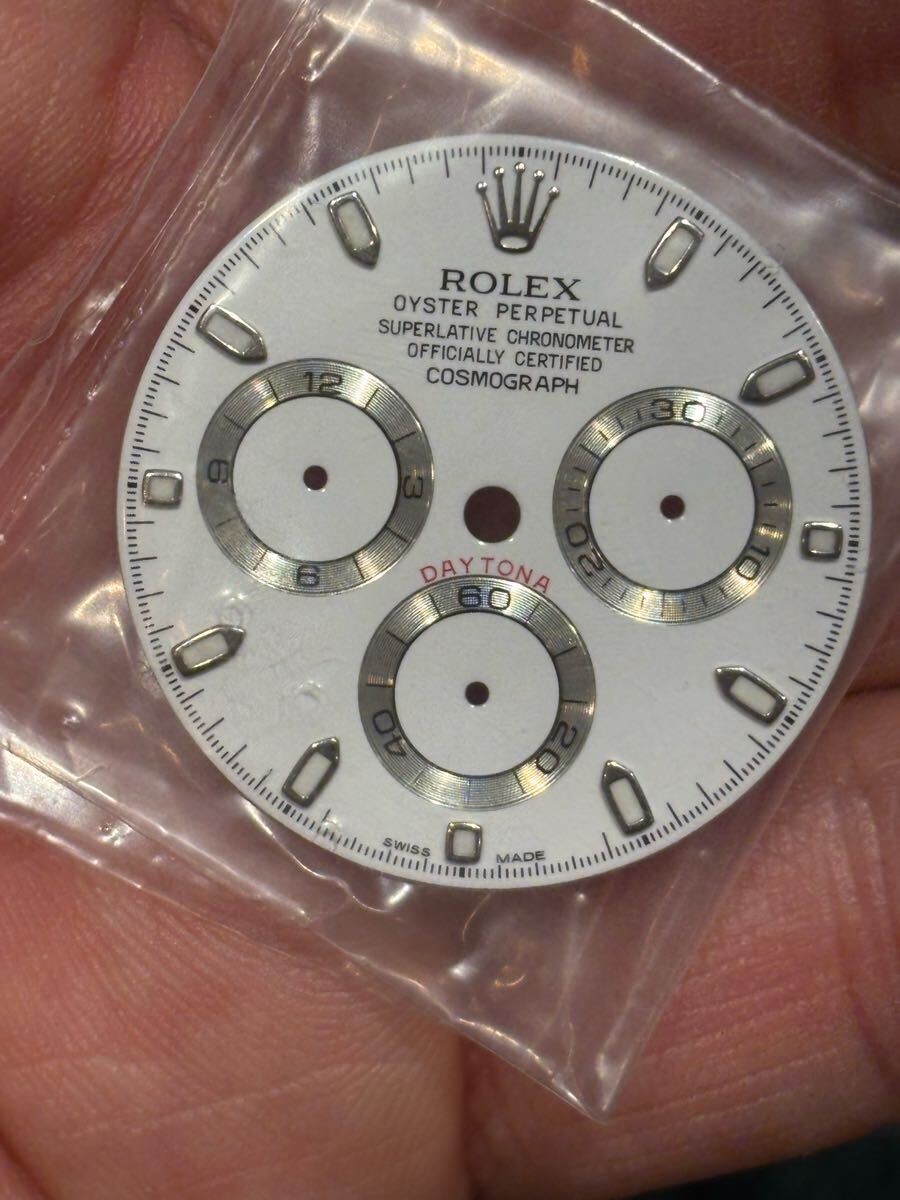 ROLEX
OYSTER PERPETUAL
SUPERLATIVE CHRONOMETER
OFFICIALLY CERTIFIED
COSMOGRAPH
12
3
6
9
30
10
20
DAYTONA
60
20
40
SWISS MADE